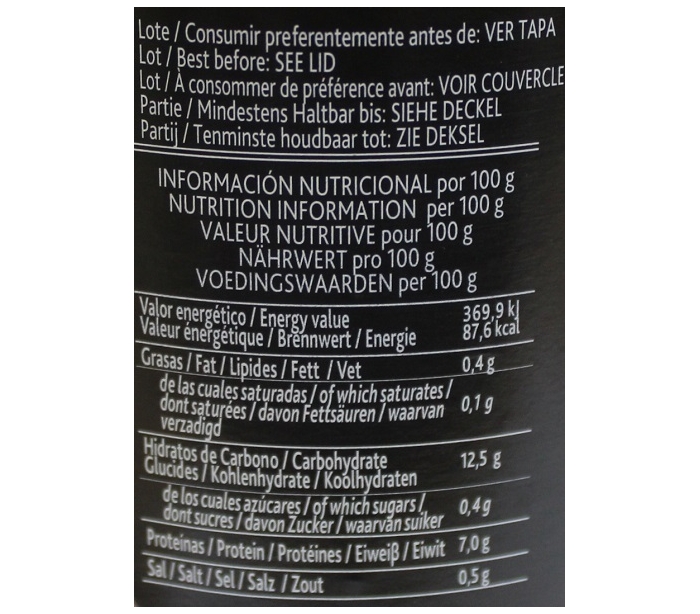 Lote / Consumir preferentemente antes de: VER TAPA
Lot / Best before: SEE LID
Lot / À consommer de préférence avant: VOIR COUVERCLE
Partie / Mindestens Haltbar bis: SIEHE DECKEL
Partij / Tenminste houdbaar tot: ZIE DEKSEL
INFORMACIÓN NUTRICIONAL por 100 g
NUTRITION INFORMATION per 100 g
VALEUR NUTRITIVE pour 100 g
NÄHRWERT pro 100 g
VOEDINGSWAARDEN per 100 g
Valor energético / Energy value 369,9 kj
Valeur énergétique / Brennwert / Energie 87,6 kcal
Grasas / Fat / Lipides / Fett / Vet 0,4 g
de las cuales saturadas / of which saturates /
dont saturées / davon Fettsäuren / waarvan 0,1 g
verzadigd
Hidratos de Carbono / Carbohydrate 12,5 g
Glucides / Kohlenhydrate / Koolhydraten
de los cuales azúcares / of which sugars / 0,4 g
dont sucres / davon Zucker / waarvan suiker
Proteínas / Protein / Protéines / Eiweiß / Eiwit 7,0 g
Sal / Salt / Sel / Salz / Zout 0,5 g